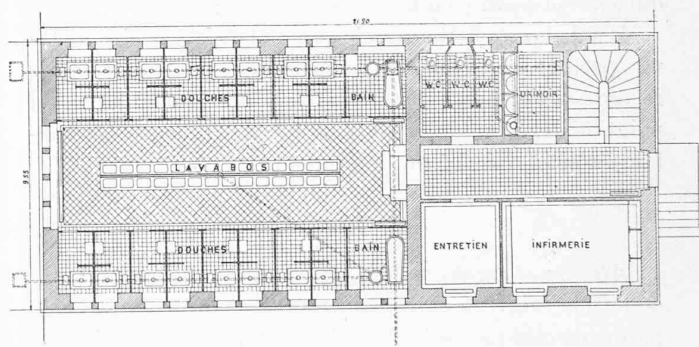 21.20
DOUCHES
BAIN
W.C W.C W.C
URINOIR
9.55
LAVABOS
DOUCHES
BAIN
ENTRETIEN
INFIRMERIE